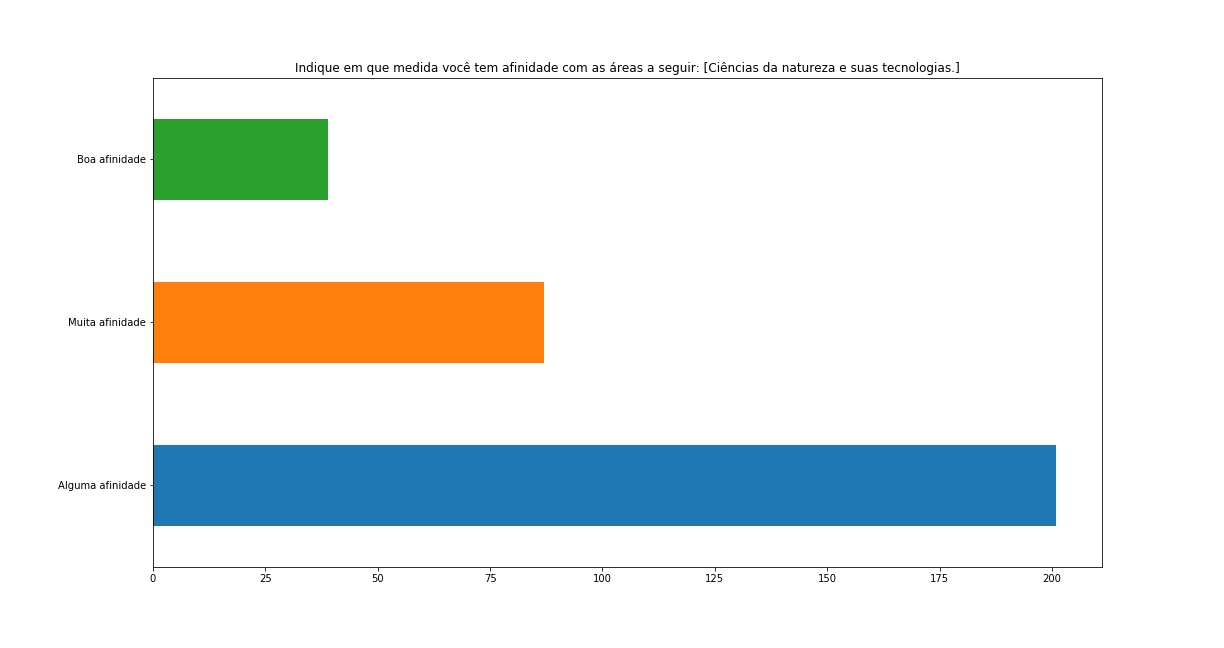 Indique em que medida você tem afinidade com as áreas a seguir: [Ciências da natureza e suas tecnologias.]
Boa afinidade
Muita afinidade
Alguma afinidade
0 25 50 75 100 125 150 175 200